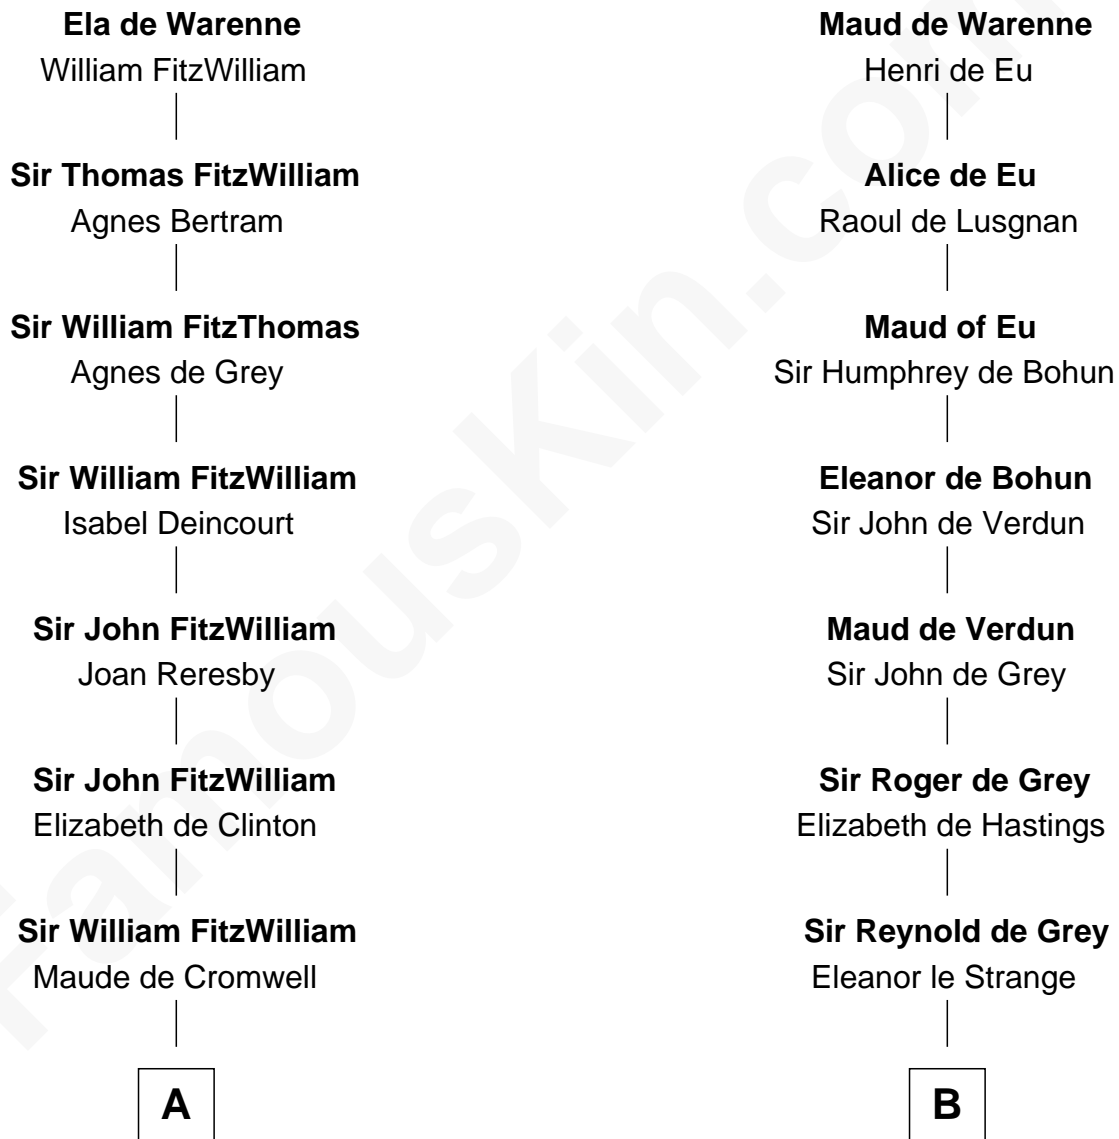 Ela de Warenne
William FitzWilliam
Sir Thomas FitzWilliam
Agnes Bertram
Sir William FitzThomas
Agnes de Grey
Sir William FitzWilliam
Isabel Deincourt
Sir John FitzWilliam
Joan Reresby
Sir John FitzWilliam
Elizabeth de Clinton
Sir William FitzWilliam
Maude de Cromwell
A
Maud de Warenne
Henri de Eu
Alice de Eu
Raoul de Lusgnan
Maud of Eu
Sir Humphrey de Bohun
Eleanor de Bohun
Sir John de Verdun
Maud de Verdun
Sir John de Grey
Sir Roger de Grey
Elizabeth de Hastings
Sir Reynold de Grey
Eleanor le Strange
B
FamousKin.com